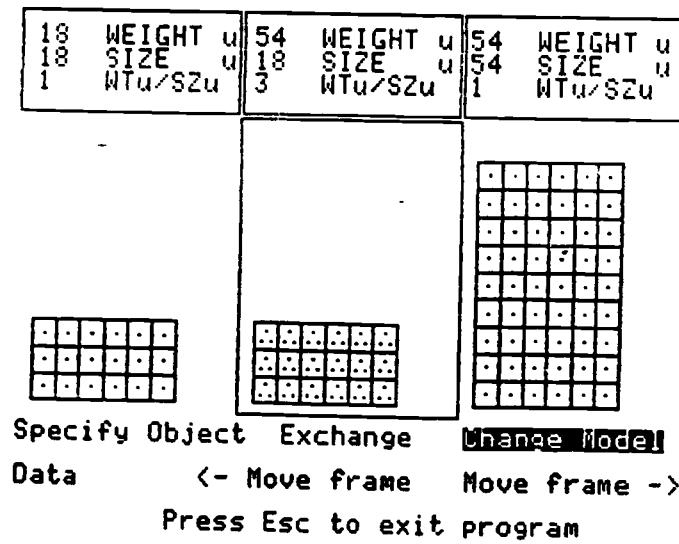 18 WEIGHT u
18 SIZE u
1 WTu/SZu
54 WEIGHT u
18 SIZE u
3 WTu/SZu
54 WEIGHT u
54 SIZE u
1 WTu/SZu
Specify Object Exchange Change Model
Data <- Move frame Move frame ->
Press Esc to exit program